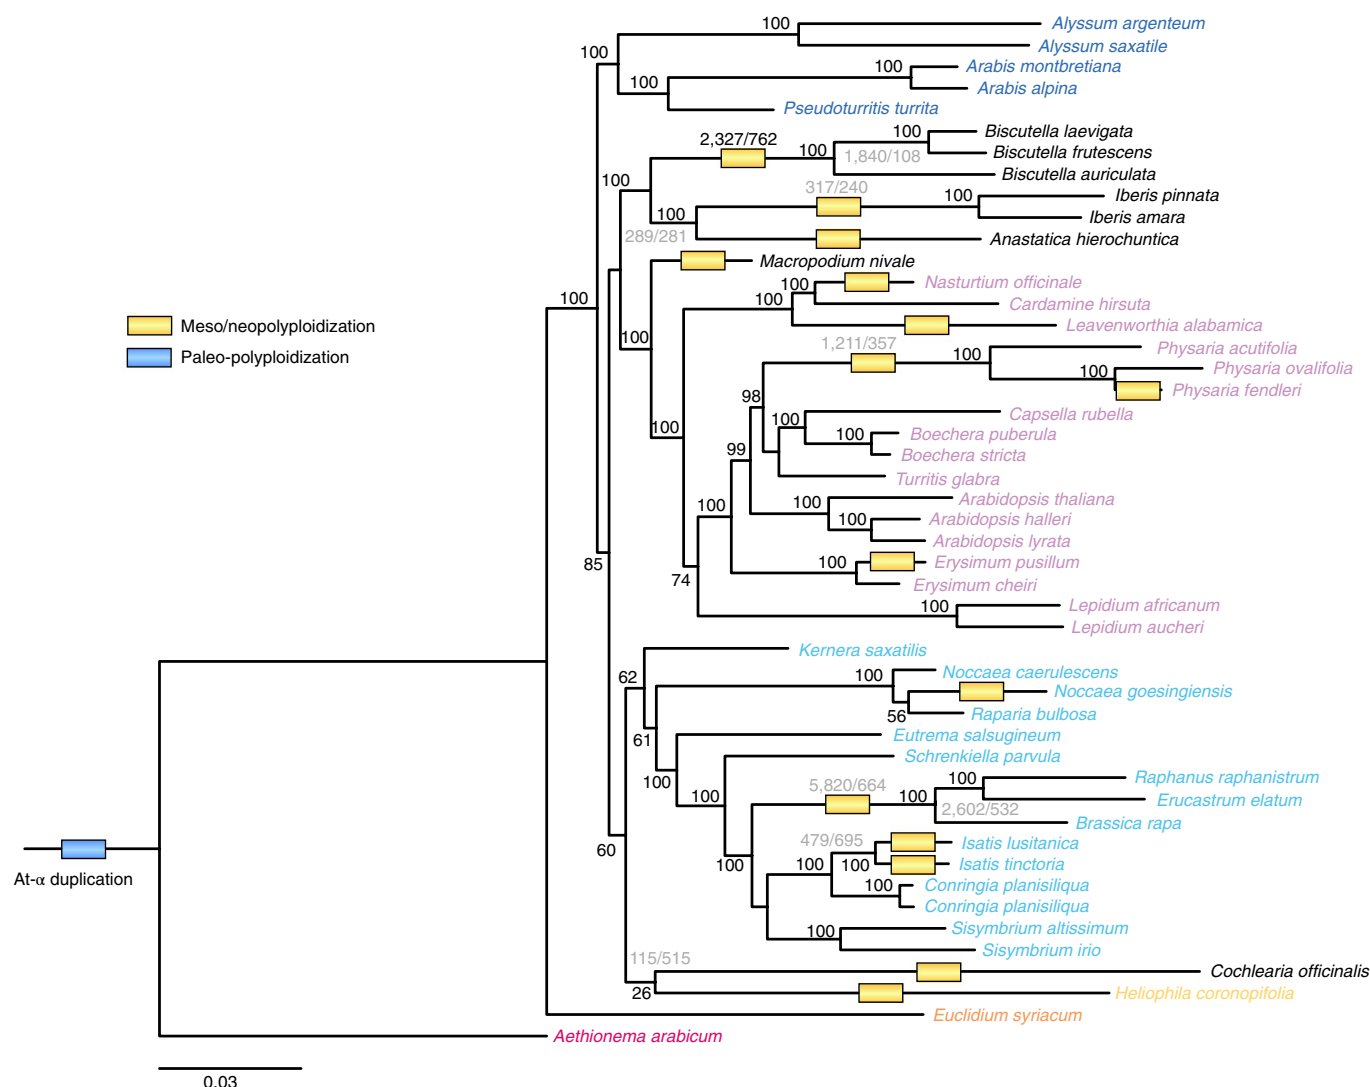 100
Alyssum argenteum
Alyssum saxatile
100
100
Arabis montbretiana
Arabis alpina
100
Pseudoturritis turrita
2,327/762
100
Biscutella laevigata
100
1,840/108
Biscutella frutescens
Biscutella auriculata
100
317/240
100
Iberis pinnata
100
Iberis amara
289/281
Anastatica hierochuntica
Macropodium nivale
100
Nasturtium officinale
100
100
Cardamine hirsuta
Leavenworthia alabamica
Meso/neopolyploidization
Paleo-polyploidization
100
1,211/357
100
Physaria acutifolia
100
Physaria ovalifolia
Physaria fendleri
98
100
Capsella rubella
100
100
Boechera puberula
99
Boechera stricta
Turritis glabra
100
100
Arabidopsis thaliana
100
Arabidopsis halleri
Arabidopsis lyrata
85
100
Erysimum pusillum
74
Erysimum cheiri
100
Lepidium africanum
Lepidium aucheri
Kernera saxatilis
62
100
Noccaea caerulescens
Noccaea goesingiensis
56
Raparia bulbosa
61
Eutrema salsugineum
Schrenkiella parvula
100
100
5,820/664
100
100
Raphanus raphanistrum
2,602/532
Erucastrum elatum
Brassica rapa
60
479/695
Isatis lusitanica
100
100
100
Isatis tinctoria
At-α duplication
100
Conringia planisiliqua
Conringia planisiliqua
100
Sisymbrium altissimum
Sisymbrium irio
115/515
Cochlearia officinalis
26
Heliophila coronopifolia
Euclidium syriacum
Aethionema arabicum
0.03